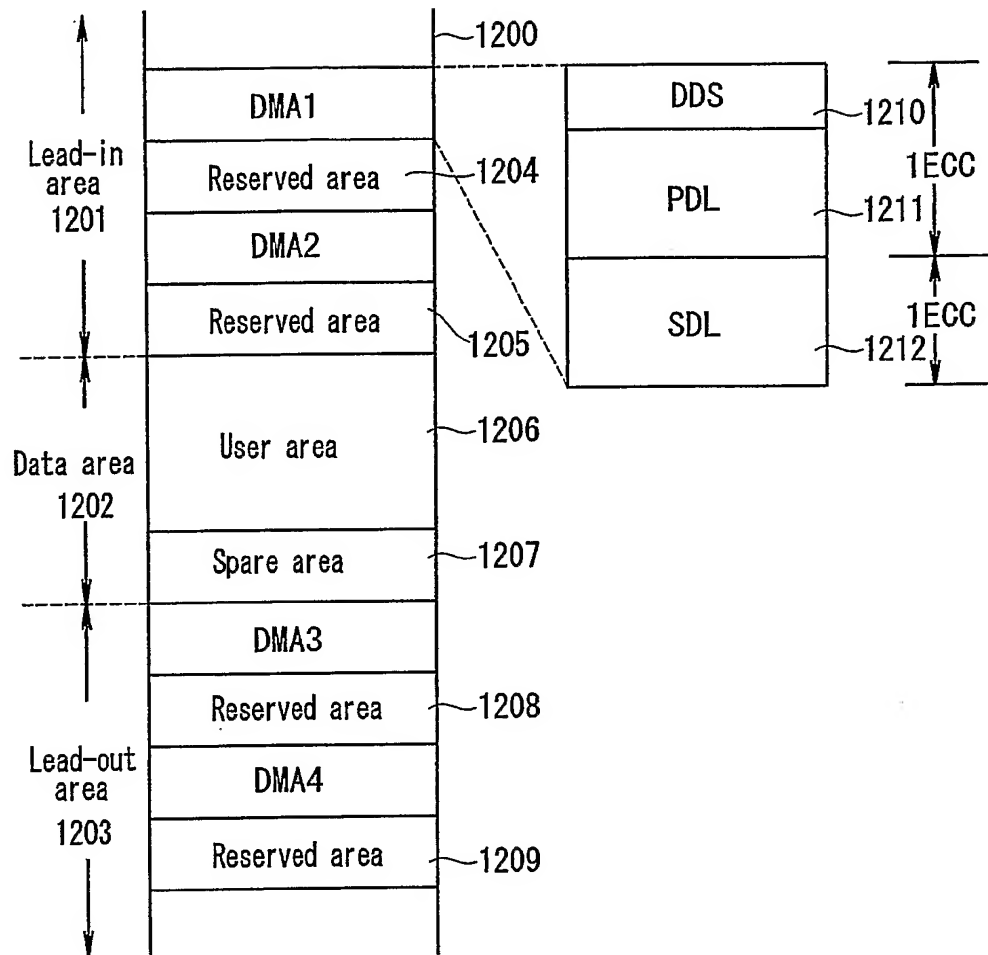 1200
DMA1
Lead-in
area
1201
Reserved area
1204
DMA2
Reserved area
1205
User area
1206
Data area
1202
Spare area
1207
DMA3
Reserved area
1208
Lead-out
area
1203
DMA4
Reserved area
1209
DDS
1210
PDL
1211
1ECC
SDL
1212
1ECC